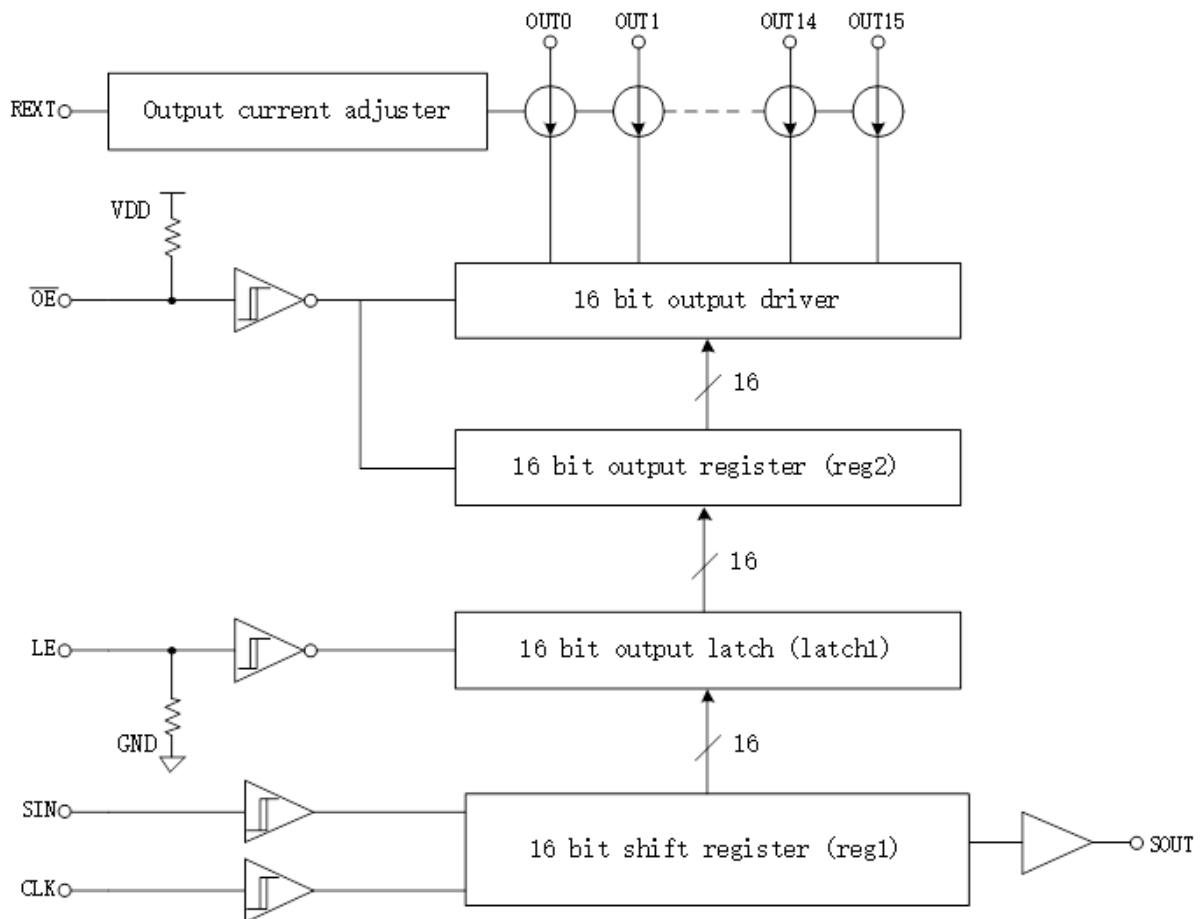 OUT0 OUT1 OUT14 OUT15
REXT
Output current adjuster
VDD
OE
16 bit output driver
16
16 bit output register (reg2)
16
LE
16 bit output latch (latch1)
GND
16
SIN
16 bit shift register (reg1)
SOUT
CLK